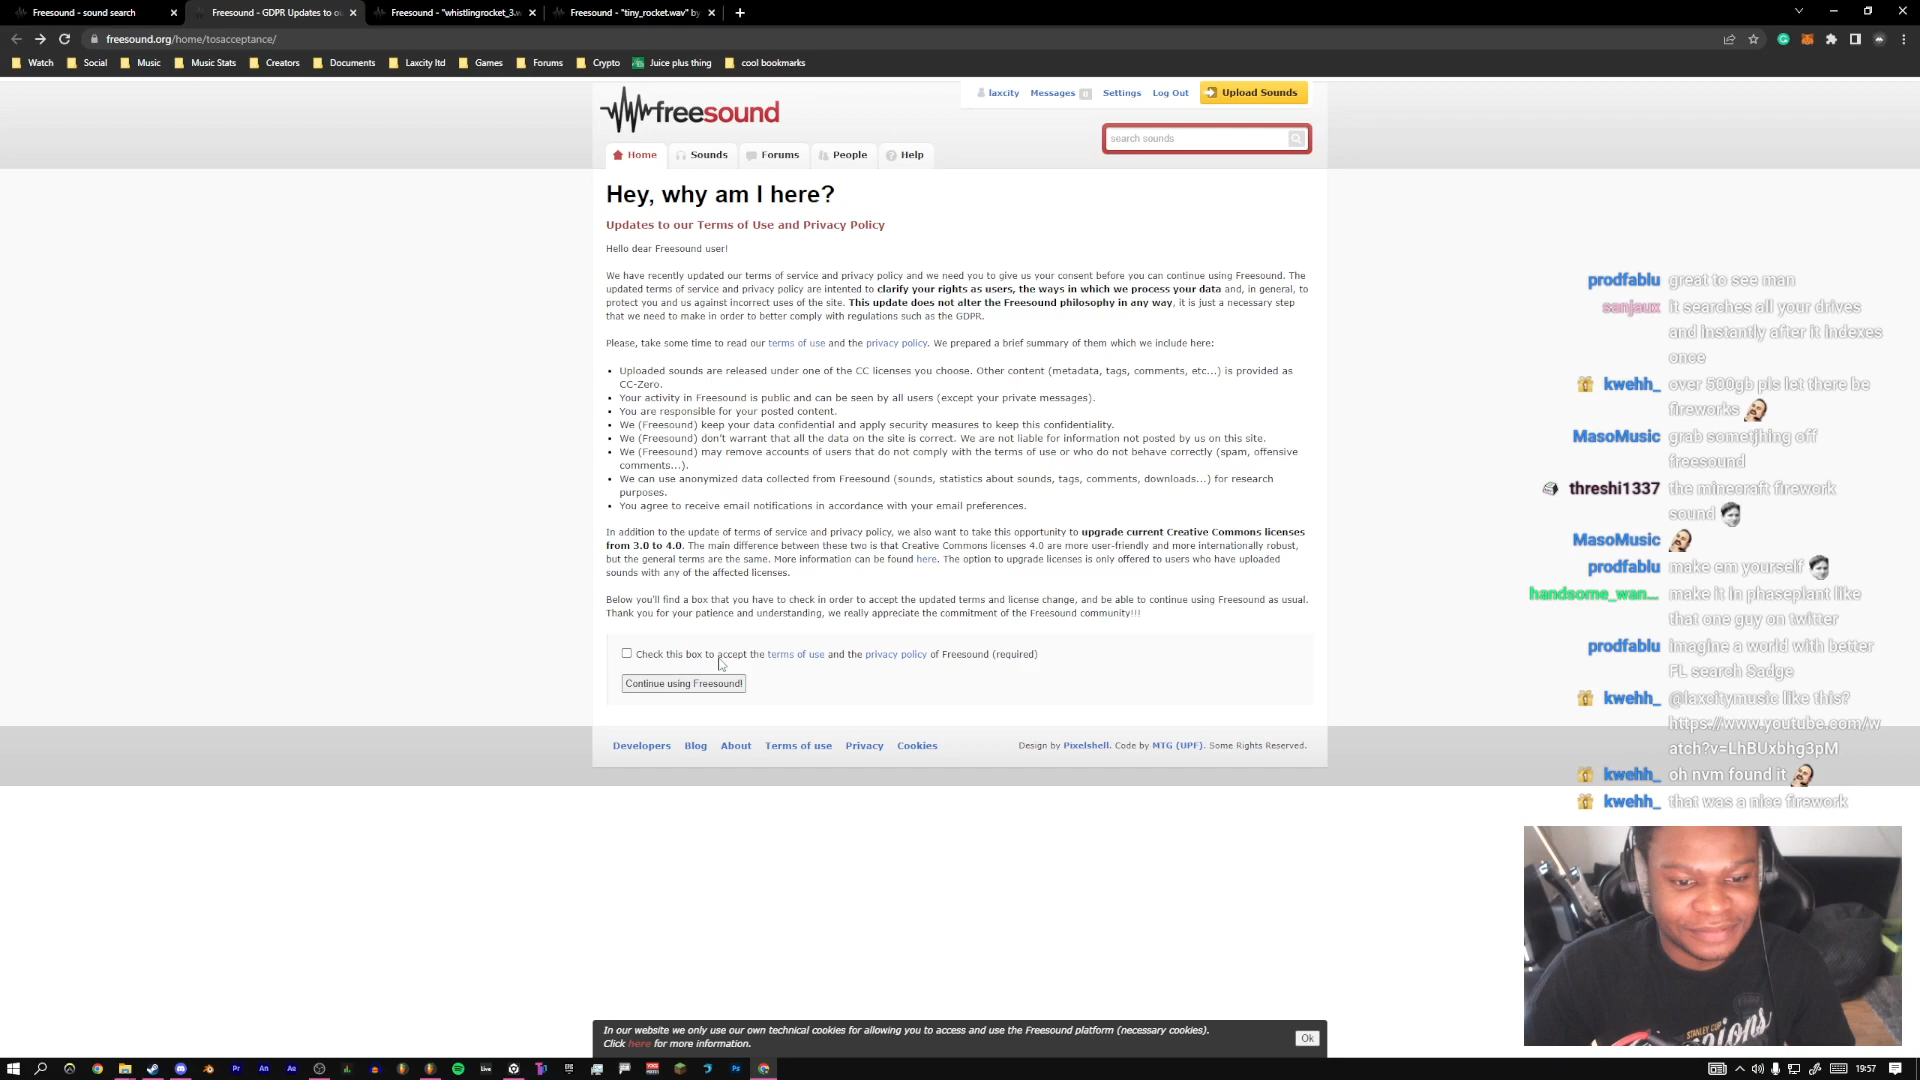 Freesound - sound search
Freesound - GDPR Updates to ou
Freesound - "whistlingrocket_3.w
Freesound - "tiny_rocket.wav" by
freesound.org/home/tosacceptance/
Watch
Social
Music
Music Stats
Creators
Documents
Laxcity ltd
Games
Forums
Crypto
Juice plus thing
cool bookmarks
freesound
laxcity
Messages 0
Settings
Log Out
Upload Sounds
search sounds
Home
Sounds
Forums
People
Help
Hey, why am I here?
Updates to our Terms of Use and Privacy Policy
Hello dear Freesound user!
We have recently updated our terms of service and privacy policy and we need you to give us your consent before you can continue using Freesound. The
updated terms of service and privacy policy are intended to clarify your rights as users, the ways in which we process your data and, in general, to
protect you and us against incorrect uses of the site. This update does not alter the Freesound philosophy in any way, it is just a necessary step
that we need to make in order to better comply with regulations such as the GDPR.
Please, take some time to read our terms of use and the privacy policy. We prepared a brief summary of them which we include here:
Uploaded sounds are released under one of the CC licenses you choose. Other content (metadata, tags, comments, etc...) is provided as
CC-Zero.
Your activity in Freesound is public and can be seen by all users (except your private messages).
You are responsible for your posted content.
We (Freesound) keep your data confidential and apply security measures to keep this confidentiality.
We (Freesound) don't warrant that all the data on the site is correct. We are not liable for information not posted by us on this site.
We (Freesound) may remove accounts of users that do not comply with the terms of use or who do not behave correctly (spam, offensive
comments...).
We can use anonymized data collected from Freesound (sounds, statistics about sounds, tags, comments, downloads...) for research
purposes.
You agree to receive email notifications in accordance with your email preferences.
In addition to the update of terms of service and privacy policy, we also want to take this opportunity to upgrade current Creative Commons licenses
from 3.0 to 4.0. The main difference between these two is that Creative Commons licenses 4.0 are more user-friendly and more internationally robust,
but the general terms are the same. More information can be found here. The option to upgrade licenses is only offered to users who have uploaded
sounds with any of the affected licenses.
Below you'll find a box that you have to check in order to accept the updated terms and license change, and be able to continue using Freesound as usual.
Thank you for your patience and understanding, we really appreciate the commitment of the Freesound community!!!
Check this box to accept the terms of use and the privacy policy of Freesound (required)
Continue using Freesound!
Developers
Blog
About
Terms of use
Privacy
Cookies
Design by Pixelshell. Code by MTG (UPF). Some Rights Reserved.
In our website we only use our own technical cookies for allowing you to access and use the Freesound platform (necessary cookies).
Click here for more information.
Ok
prodfablu great to see man
sanjaux it searches all your drives
and instantly after it indexes
once
kwehh_ over 500gb pls let there be
fireworks
MasoMusic grab sometjhing off
freesound
threshi1337 the minecraft firework
sound
MasoMusic
prodfablu make em yourself
handsome_wan... make it in phaseplant like
that one guy on twitter
prodfablu imagine a world with better
FL search Sadge
kwehh_ @laxcitymusic like this?
https://www.youtube.com/w
atch?v=LhBUxbhg3pM
kwehh_ oh nvm found it
kwehh_ that was a nice firework
STANLEY CUP
Pr
An
Ae
Live
Ps
19:57